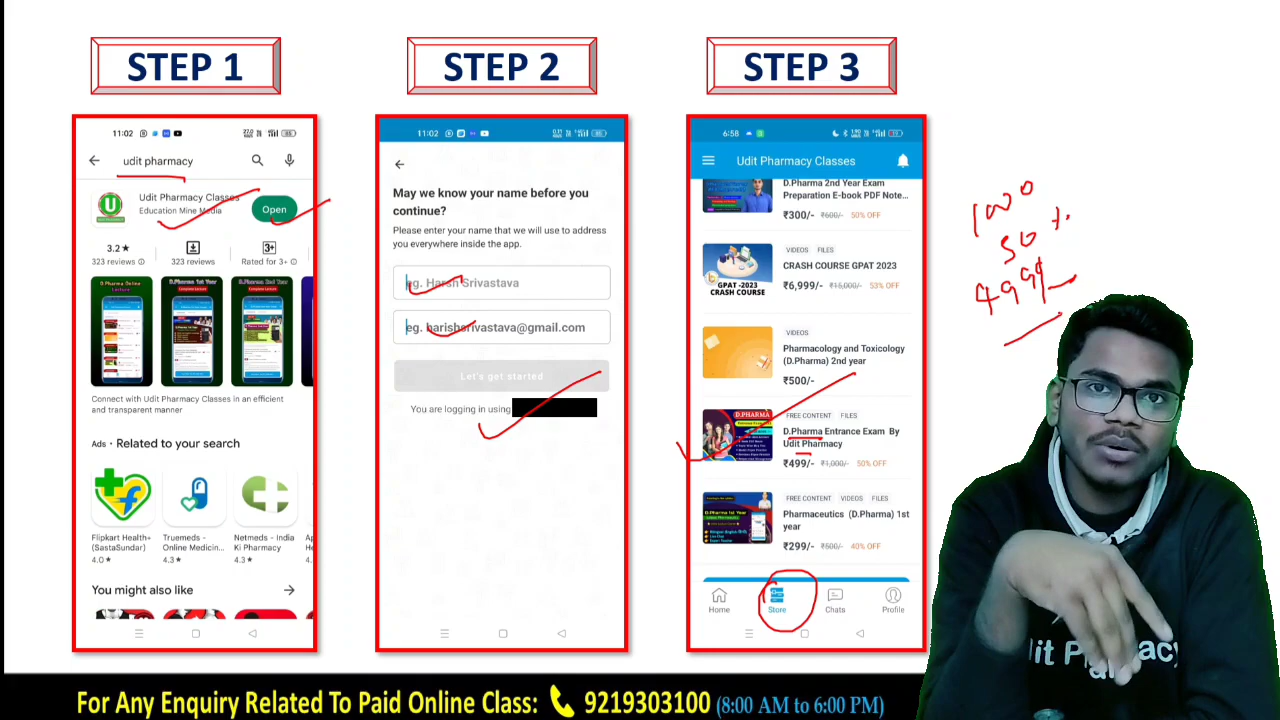 STEP 1
STEP 2
STEP 3
11:02
udit pharmacy
Udit Pharmacy Classes
Education Mine Media
Open
3.2★
323 reviews
323 reviews
3+
Rated for 3+
Connect with Udit Pharmacy Classes in an efficient
and transparent manner
Ads • Related to your search
Flipkart Health+
(SastaSundar)
4.0★
Truemeds -
Online Medicin...
4.3★
Netmeds - India
Ki Pharmacy
4.3★
You might also like
11:02
May we know your name before you
continue?
Please enter your name that we will use to address
you everywhere inside the app.
eg. Harsh Srivastava
eg. harishsrivastava@gmail.com
Let's get started
You are logging in using
6:58
Udit Pharmacy Classes
D.Pharma 2nd Year Exam
Preparation E-book PDF Note...
₹300/- ₹600/- 50% OFF
VIDEOS FILES
CRASH COURSE GPAT 2023
₹6,999/- ₹15,000/- 53% OFF
GPAT -2023
CRASH COURSE
VIDEOS
Pharmacology and Toxicology
(D.Pharma) 2nd year
₹500/-
FREE CONTENT FILES
D.Pharma Entrance Exam By
Udit Pharmacy
₹499/- ₹1,000/- 50% OFF
D.PHARMA
FREE CONTENT VIDEOS FILES
Pharmaceutics (D.Pharma) 1st
year
₹299/- ₹500/- 40% OFF
D.Pharma 1st Year
Home
Store
Chats
Profile
1000
50 %
499/-
For Any Enquiry Related To Paid Online Class: 9219303100 (8:00 AM to 6:00 PM)